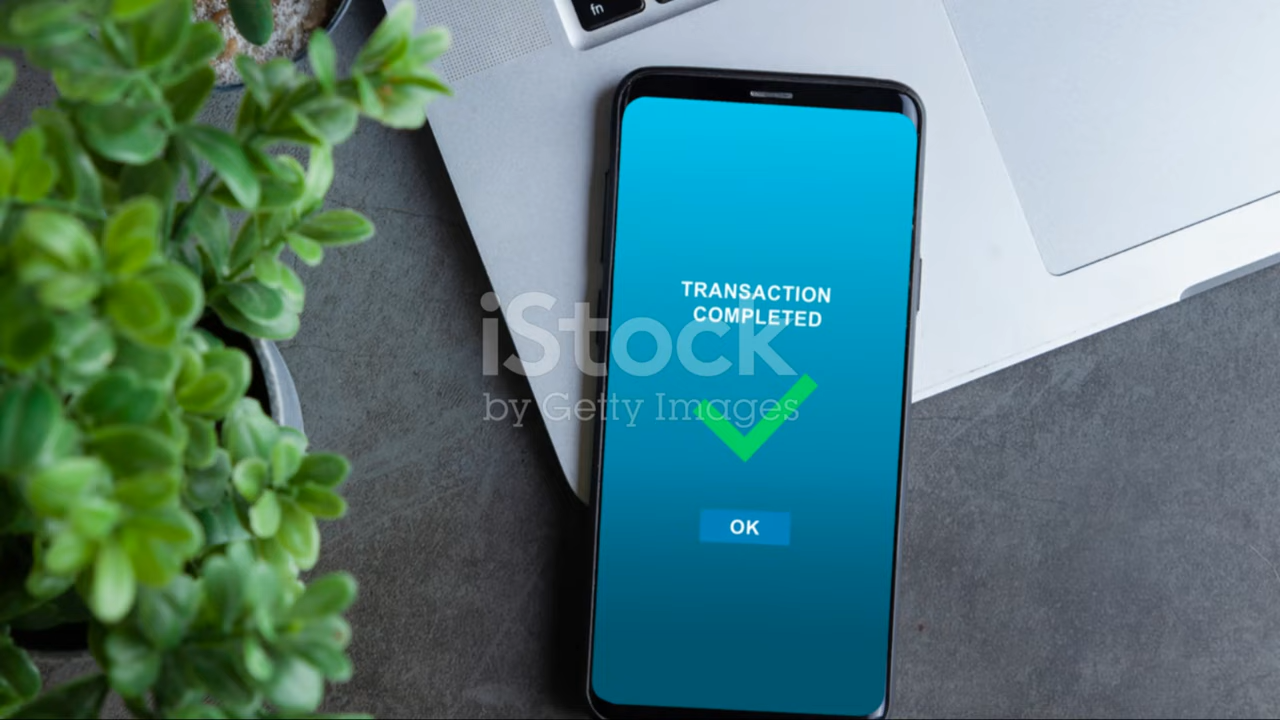 fn
TRANSACTION
COMPLETED
iStock
by Getty Images
OK